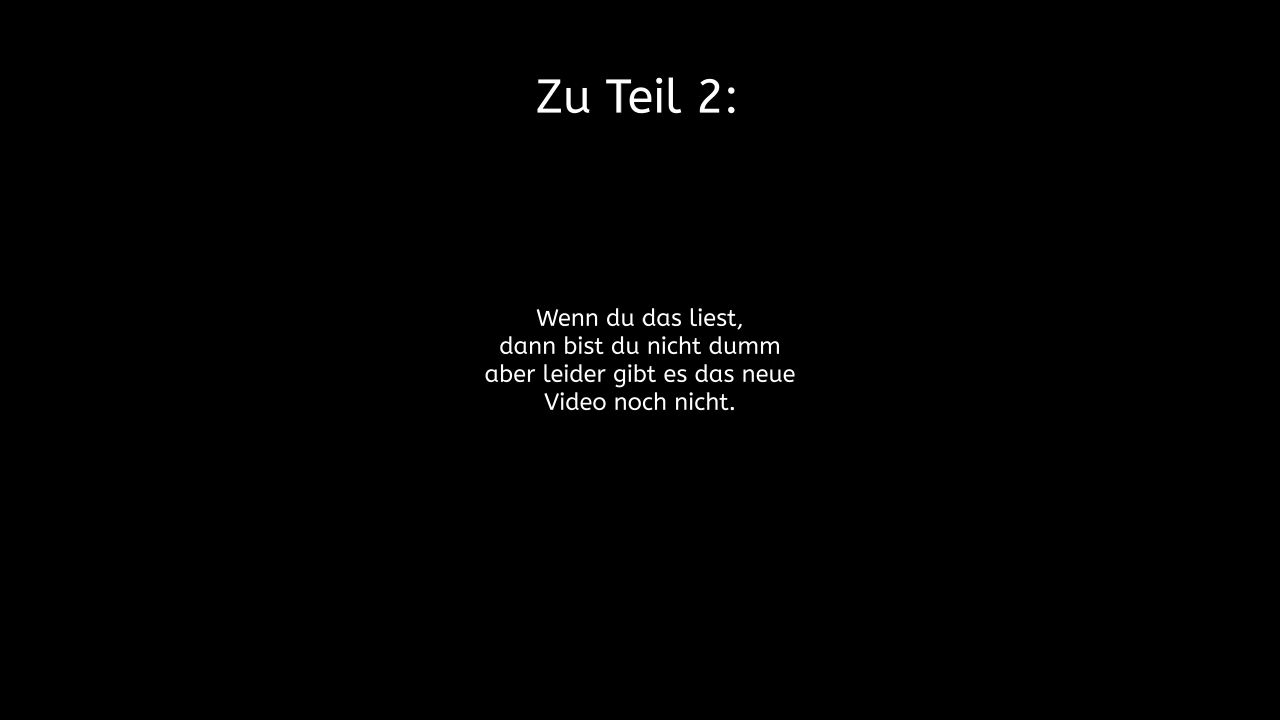 Zu Teil 2:
Wenn du das liest,
dann bist du nicht dumm
aber leider gibt es das neue
Video noch nicht.